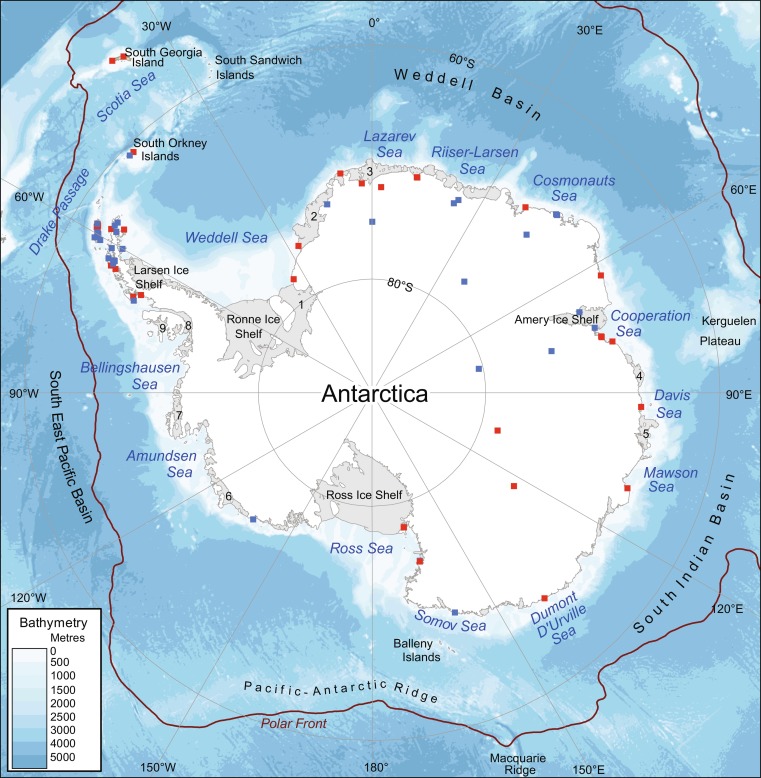 30°W
0°
30°E
South Georgia
Island
South Sandwich
Islands
60°S
Weddell Basin
Scotia Sea
Lazarev
Sea
Riiser-Larsen
Sea
South Orkney
Islands
3
Cosmonauts
Sea
60°W
60°E
Drake Passage
2
Weddell Sea
Larsen Ice
Shelf
80°S
1
Ronne Ice
Shelf
Amery Ice Shelf
Cooperation
Sea
Kerguelen
Plateau
9
8
Bellingshausen
Sea
4
90°W
Antarctica
90°E
Davis
Sea
7
5
South East Pacific Basin
Amundsen
Sea
Mawson
Sea
6
Ross Ice Shelf
Ross Sea
South Indian Basin
120°W
120°E
Somov Sea
Dumont
D'Urville
Sea
Balleny
Islands
Bathymetry
Metres
0
500
1000
1500
2000
2500
3000
4000
5000
Pacific-Antarctic Ridge
Polar Front
Macquarie
Ridge
150°W
180°
150°E